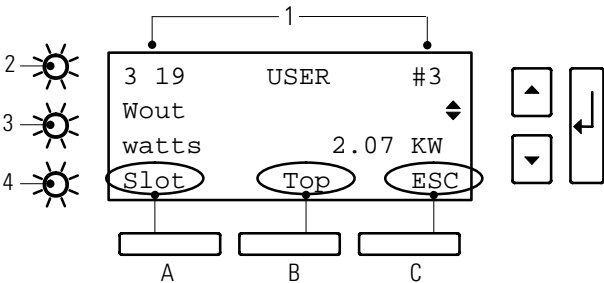 1
2
3 19 USER #3
3
Wout
watts 2.07 KW
4
Slot Top ESC
A B C